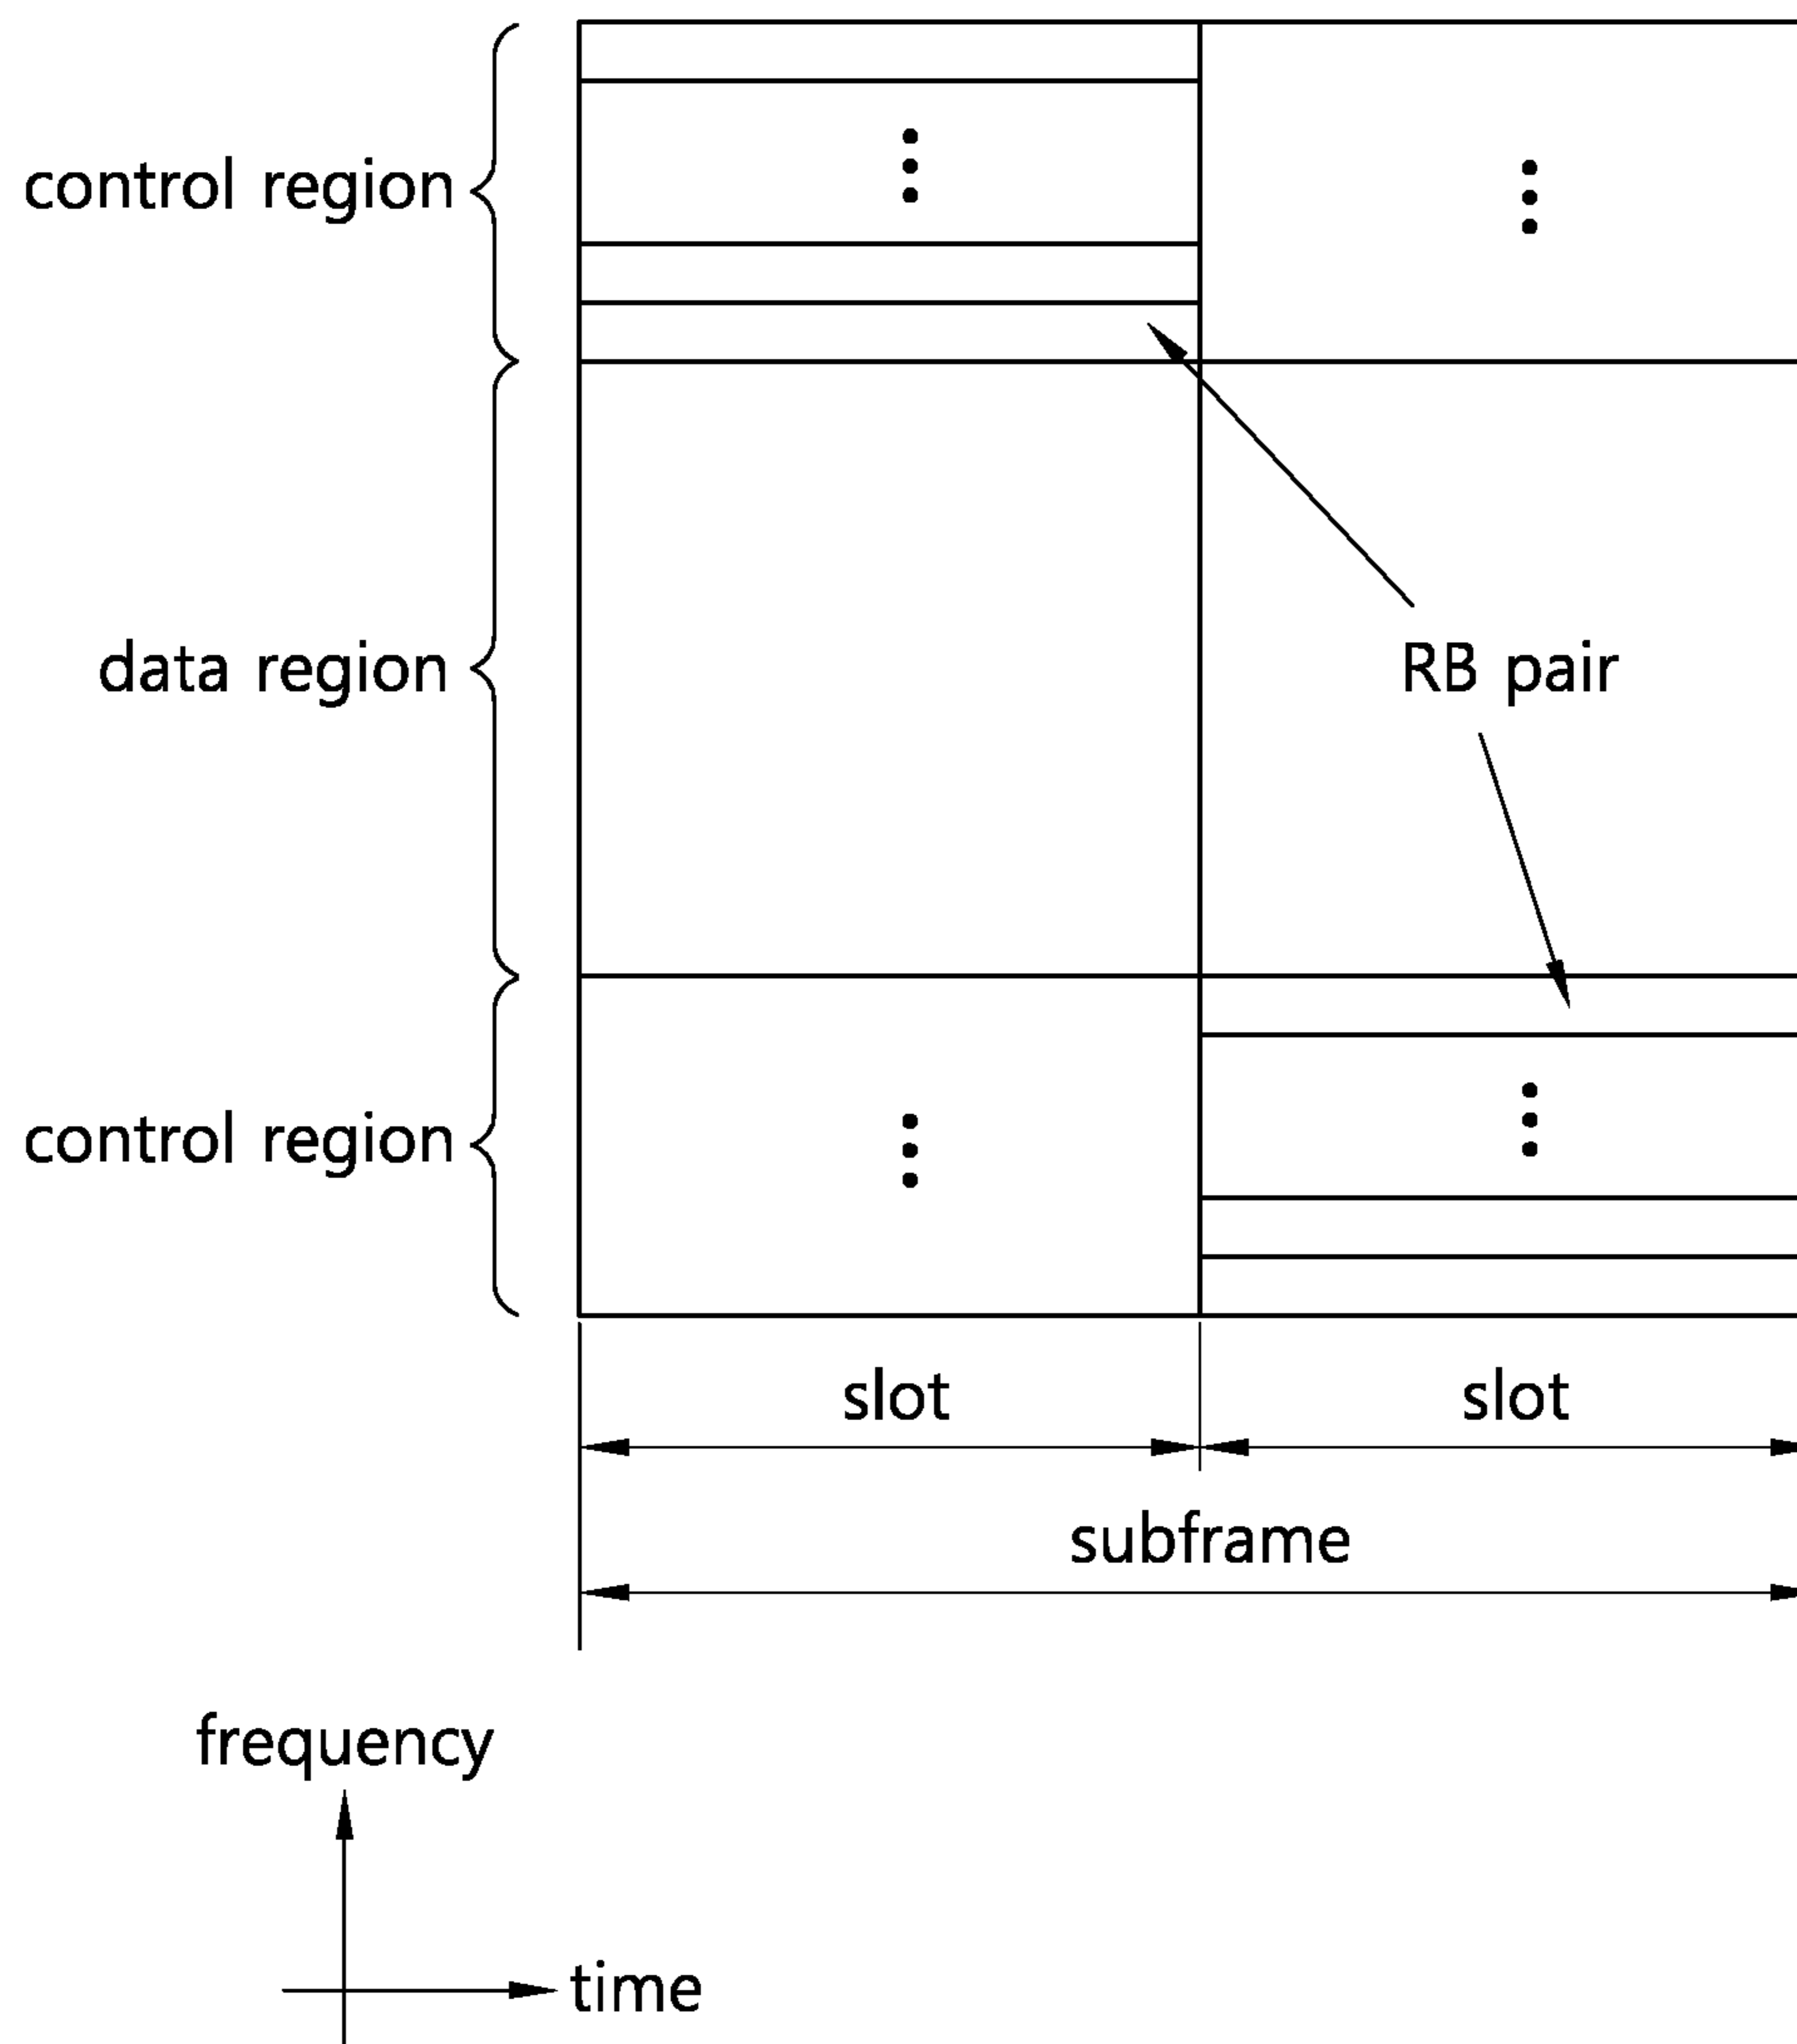 control region
data region
RB pair
control region
slot
slot
subframe
frequency
time